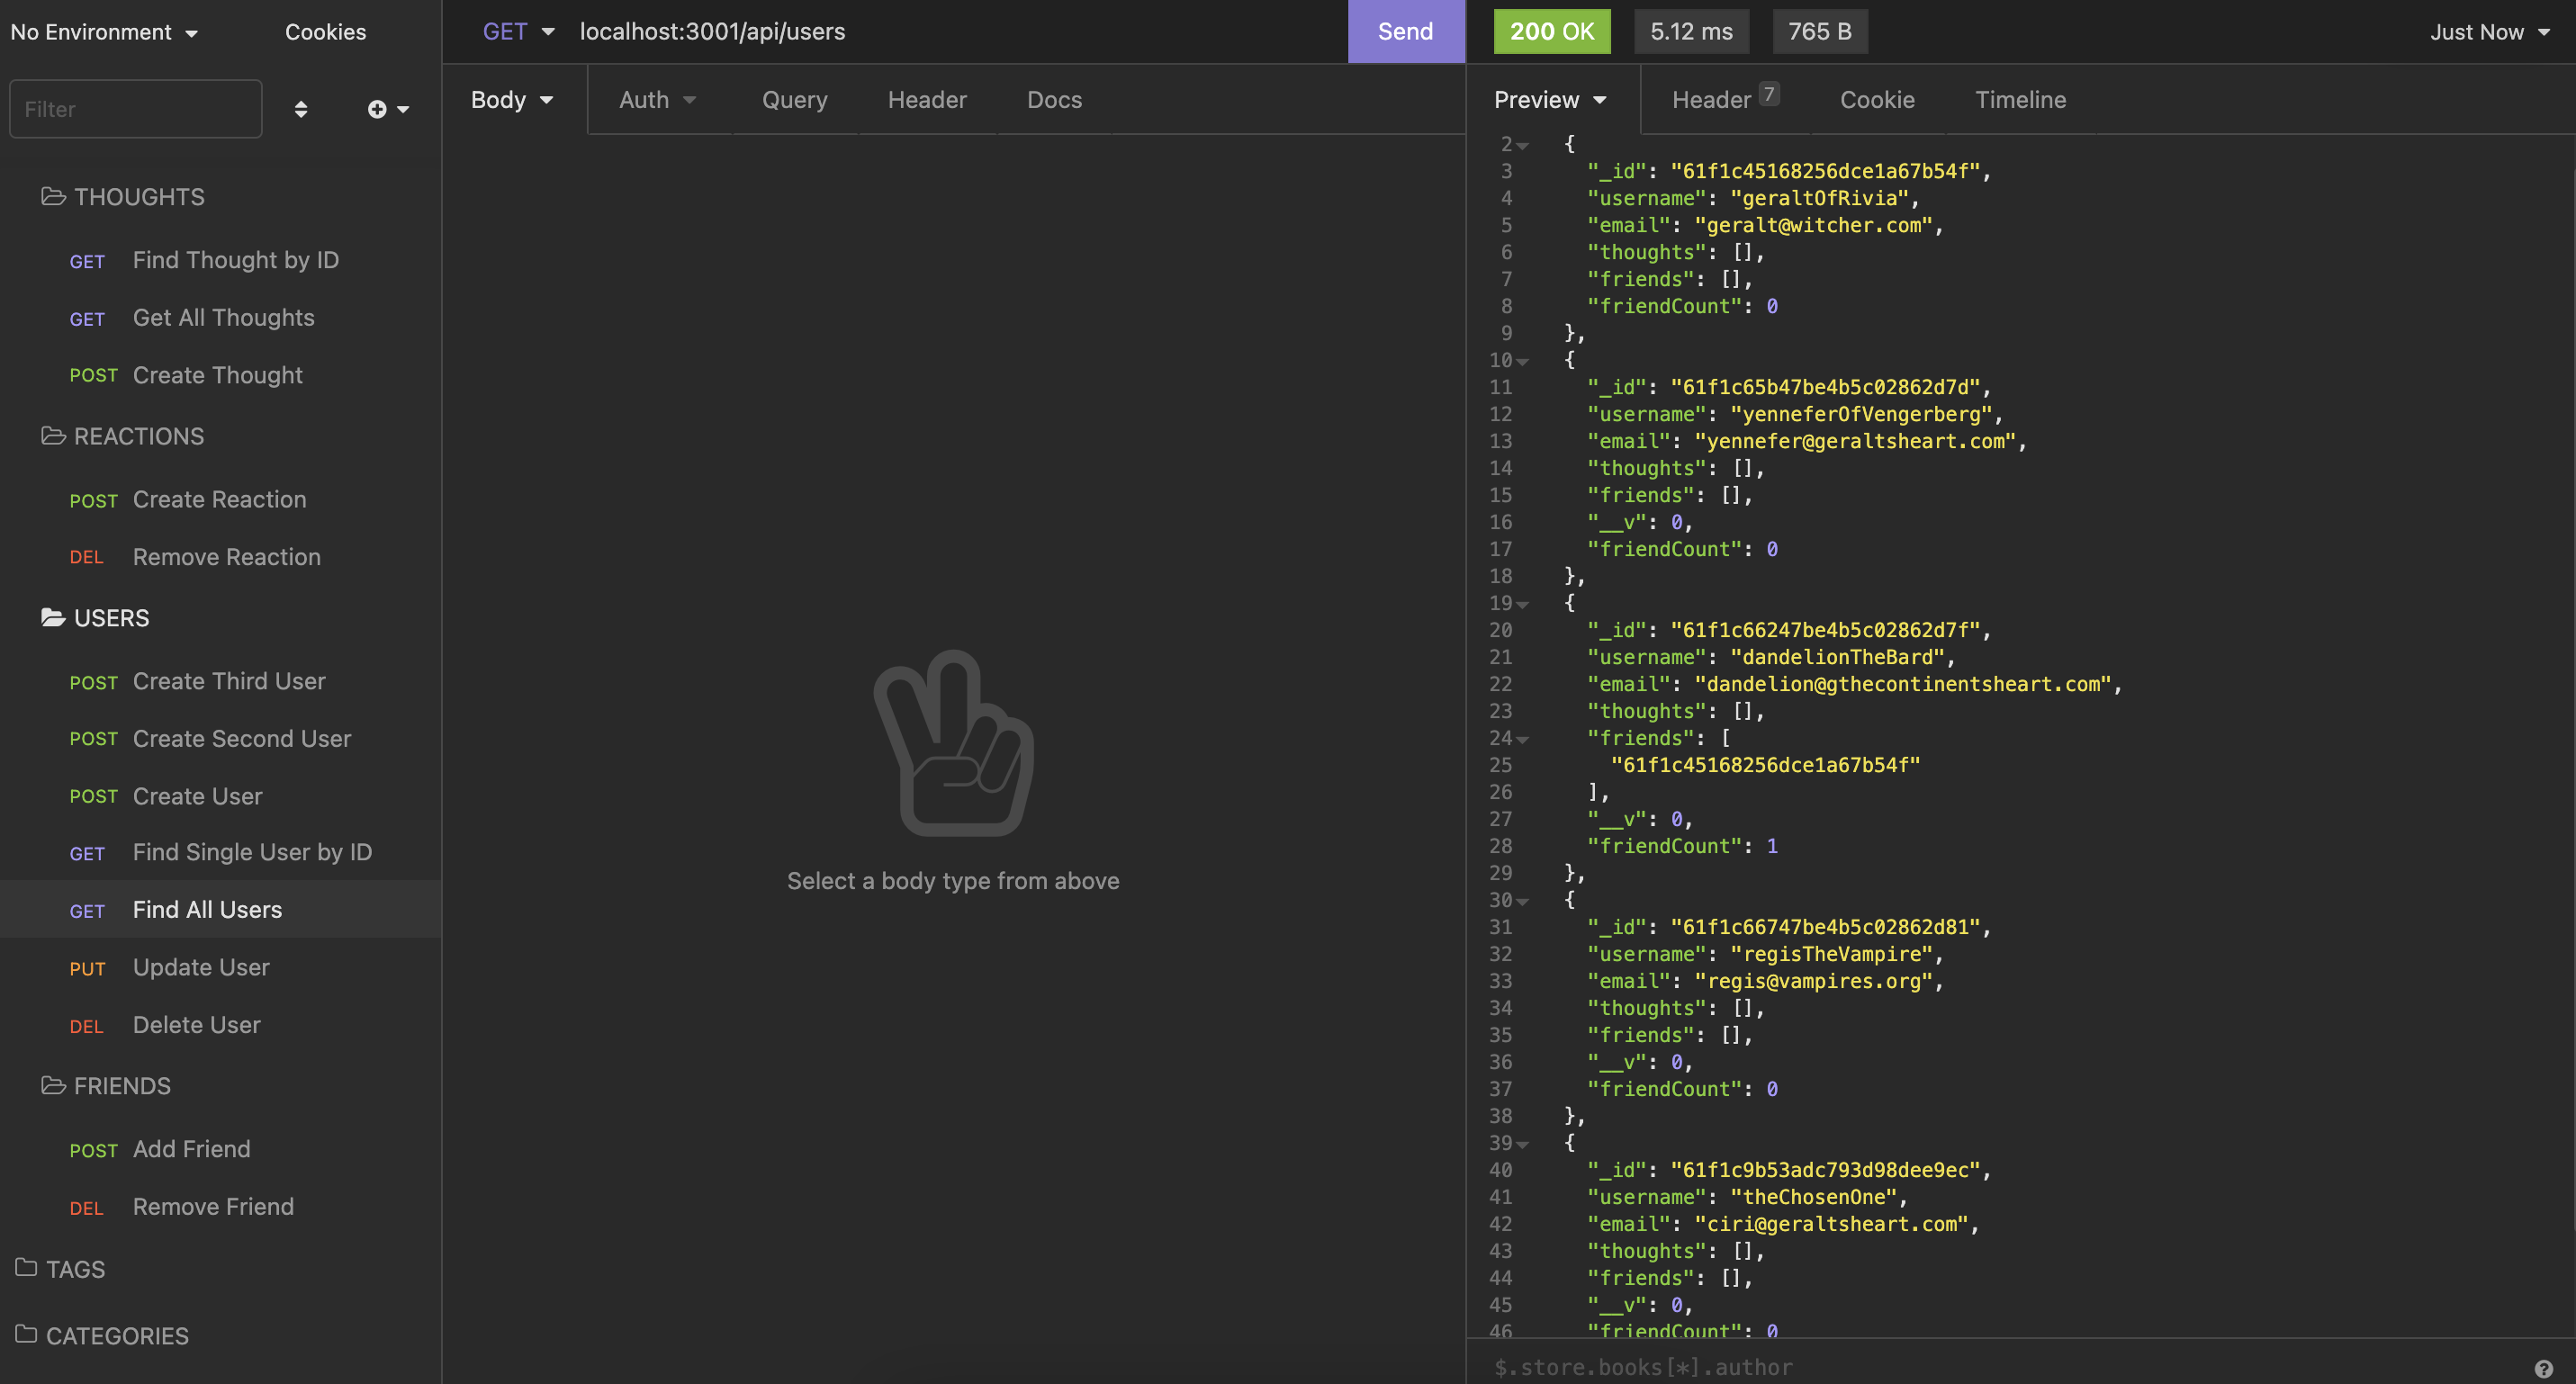 No Environment
Cookies
Filter
THOUGHTS
GET Find Thought by ID
GET Get All Thoughts
POST Create Thought
REACTIONS
POST Create Reaction
DEL Remove Reaction
USERS
POST Create Third User
POST Create Second User
POST Create User
GET Find Single User by ID
GET Find All Users
PUT Update User
DEL Delete User
FRIENDS
POST Add Friend
DEL Remove Friend
TAGS
CATEGORIES
GET localhost:3001/api/users Send
Body Auth Query Header Docs
Select a body type from above
200 OK 5.12 ms 765 B Just Now
Preview Header 7 Cookie Timeline
2 {
3 "_id": "61f1c45168256dce1a67b54f",
4 "username": "geraltOfRivia",
5 "email": "geralt@witcher.com",
6 "thoughts": [],
7 "friends": [],
8 "friendCount": 0
9 },
10 {
11 "_id": "61f1c65b47be4b5c02862d7d",
12 "username": "yenneferOfVengerberg",
13 "email": "yennefer@geraltsheart.com",
14 "thoughts": [],
15 "friends": [],
16 "__v": 0,
17 "friendCount": 0
18 },
19 {
20 "_id": "61f1c66247be4b5c02862d7f",
21 "username": "dandelionTheBard",
22 "email": "dandelion@gthecontinentsheart.com",
23 "thoughts": [],
24 "friends": [
25 "61f1c45168256dce1a67b54f"
26 ],
27 "__v": 0,
28 "friendCount": 1
29 },
30 {
31 "_id": "61f1c66747be4b5c02862d81",
32 "username": "regisTheVampire",
33 "email": "regis@vampires.org",
34 "thoughts": [],
35 "friends": [],
36 "__v": 0,
37 "friendCount": 0
38 },
39 {
40 "_id": "61f1c9b53adc793d98dee9ec",
41 "username": "theChosenOne",
42 "email": "ciri@geraltsheart.com",
43 "thoughts": [],
44 "friends": [],
45 "__v": 0,
46 "friendCount": 0
$.store.books[*].author